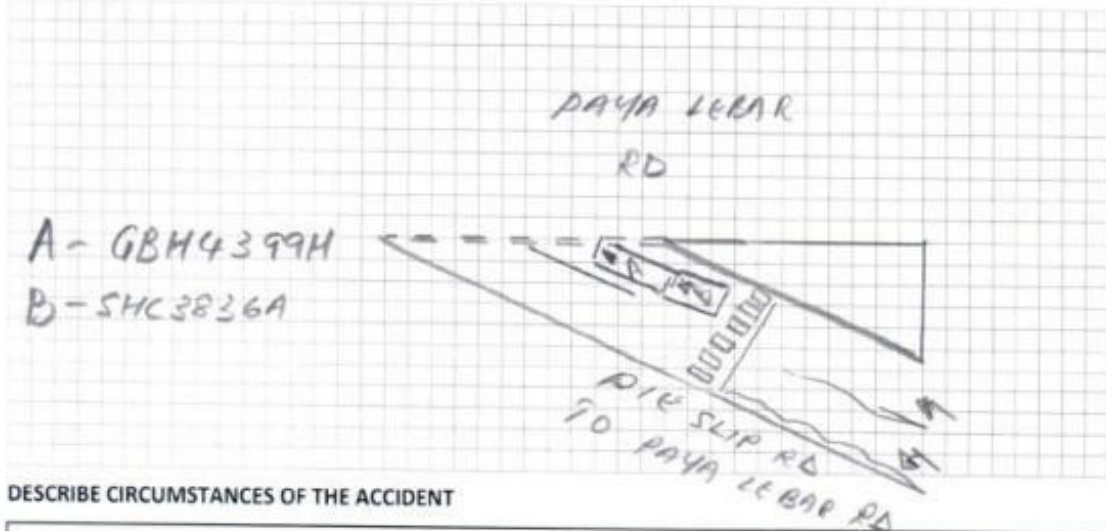 PAYA LEBAR
RD
A - GBH4399H
B - SHC3836A
PIE SLIP RD
TO PAYA LEBAR RD
DESCRIBE CIRCUMSTANCES OF THE ACCIDENT